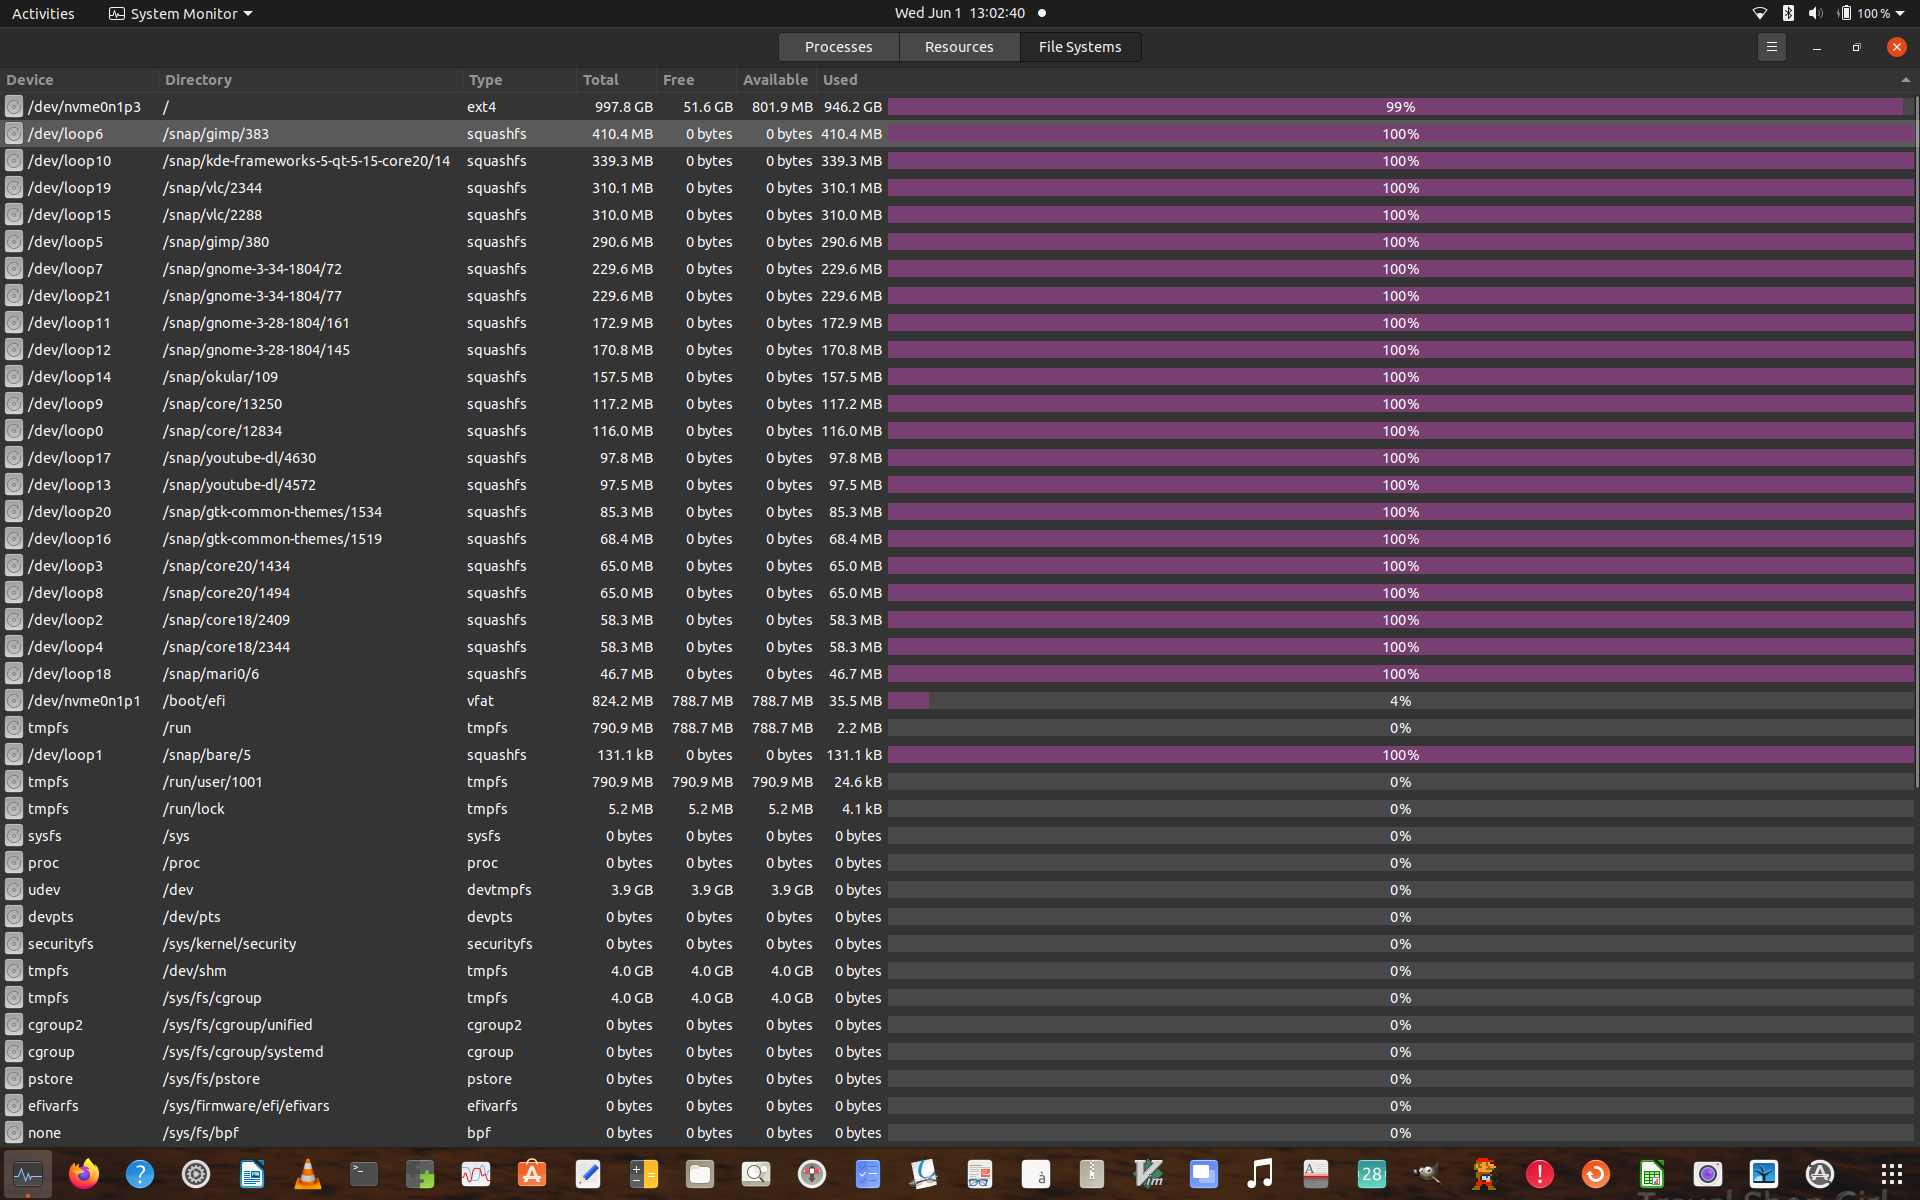 Activities System Monitor Wed Jun 1 13:02:40 100 %
Processes Resources File Systems
Device Directory Type Total Free Available Used
/dev/nvme0n1p3 / ext4 997.8 GB 51.6 GB 801.9 MB 946.2 GB 99%
/dev/loop6 /snap/gimp/383 squashfs 410.4 MB 0 bytes 0 bytes 410.4 MB 100%
/dev/loop10 /snap/kde-frameworks-5-qt-5-15-core20/14 squashfs 339.3 MB 0 bytes 0 bytes 339.3 MB 100%
/dev/loop19 /snap/vlc/2344 squashfs 310.1 MB 0 bytes 0 bytes 310.1 MB 100%
/dev/loop15 /snap/vlc/2288 squashfs 310.0 MB 0 bytes 0 bytes 310.0 MB 100%
/dev/loop5 /snap/gimp/380 squashfs 290.6 MB 0 bytes 0 bytes 290.6 MB 100%
/dev/loop7 /snap/gnome-3-34-1804/72 squashfs 229.6 MB 0 bytes 0 bytes 229.6 MB 100%
/dev/loop21 /snap/gnome-3-34-1804/77 squashfs 229.6 MB 0 bytes 0 bytes 229.6 MB 100%
/dev/loop11 /snap/gnome-3-28-1804/161 squashfs 172.9 MB 0 bytes 0 bytes 172.9 MB 100%
/dev/loop12 /snap/gnome-3-28-1804/145 squashfs 170.8 MB 0 bytes 0 bytes 170.8 MB 100%
/dev/loop14 /snap/okular/109 squashfs 157.5 MB 0 bytes 0 bytes 157.5 MB 100%
/dev/loop9 /snap/core/13250 squashfs 117.2 MB 0 bytes 0 bytes 117.2 MB 100%
/dev/loop0 /snap/core/12834 squashfs 116.0 MB 0 bytes 0 bytes 116.0 MB 100%
/dev/loop17 /snap/youtube-dl/4630 squashfs 97.8 MB 0 bytes 0 bytes 97.8 MB 100%
/dev/loop13 /snap/youtube-dl/4572 squashfs 97.5 MB 0 bytes 0 bytes 97.5 MB 100%
/dev/loop20 /snap/gtk-common-themes/1534 squashfs 85.3 MB 0 bytes 0 bytes 85.3 MB 100%
/dev/loop16 /snap/gtk-common-themes/1519 squashfs 68.4 MB 0 bytes 0 bytes 68.4 MB 100%
/dev/loop3 /snap/core20/1434 squashfs 65.0 MB 0 bytes 0 bytes 65.0 MB 100%
/dev/loop8 /snap/core20/1494 squashfs 65.0 MB 0 bytes 0 bytes 65.0 MB 100%
/dev/loop2 /snap/core18/2409 squashfs 58.3 MB 0 bytes 0 bytes 58.3 MB 100%
/dev/loop4 /snap/core18/2344 squashfs 58.3 MB 0 bytes 0 bytes 58.3 MB 100%
/dev/loop18 /snap/mari0/6 squashfs 46.7 MB 0 bytes 0 bytes 46.7 MB 100%
/dev/nvme0n1p1 /boot/efi vfat 824.2 MB 788.7 MB 788.7 MB 35.5 MB 4%
tmpfs /run tmpfs 790.9 MB 788.7 MB 788.7 MB 2.2 MB 0%
/dev/loop1 /snap/bare/5 squashfs 131.1 kB 0 bytes 0 bytes 131.1 kB 100%
tmpfs /run/user/1001 tmpfs 790.9 MB 790.9 MB 790.9 MB 24.6 kB 0%
tmpfs /run/lock tmpfs 5.2 MB 5.2 MB 5.2 MB 4.1 kB 0%
sysfs /sys sysfs 0 bytes 0 bytes 0 bytes 0 bytes 0%
proc /proc proc 0 bytes 0 bytes 0 bytes 0 bytes 0%
udev /dev devtmpfs 3.9 GB 3.9 GB 3.9 GB 0 bytes 0%
devpts /dev/pts devpts 0 bytes 0 bytes 0 bytes 0 bytes 0%
securityfs /sys/kernel/security securityfs 0 bytes 0 bytes 0 bytes 0 bytes 0%
tmpfs /dev/shm tmpfs 4.0 GB 4.0 GB 4.0 GB 0 bytes 0%
tmpfs /sys/fs/cgroup tmpfs 4.0 GB 4.0 GB 4.0 GB 0 bytes 0%
cgroup2 /sys/fs/cgroup/unified cgroup2 0 bytes 0 bytes 0 bytes 0 bytes 0%
cgroup /sys/fs/cgroup/systemd cgroup 0 bytes 0 bytes 0 bytes 0 bytes 0%
pstore /sys/fs/pstore pstore 0 bytes 0 bytes 0 bytes 0 bytes 0%
efivarfs /sys/firmware/efi/efivars efivarfs 0 bytes 0 bytes 0 bytes 0 bytes 0%
none /sys/fs/bpf bpf 0 bytes 0 bytes 0 bytes 0 bytes 0%
à Vim A 28